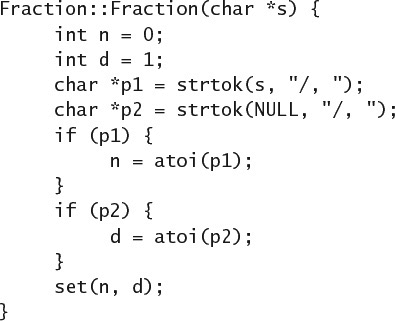 Fraction::Fraction(char *s) {
     int n = 0;
     int d = 1;
     char *p1 = strtok(s, "/, ");
     char *p2 = strtok(NULL, "/, ");
     if (p1) {
          n = atoi(p1);
     }
     if (p2) {
          d = atoi(p2);
     }
     set(n, d);
}